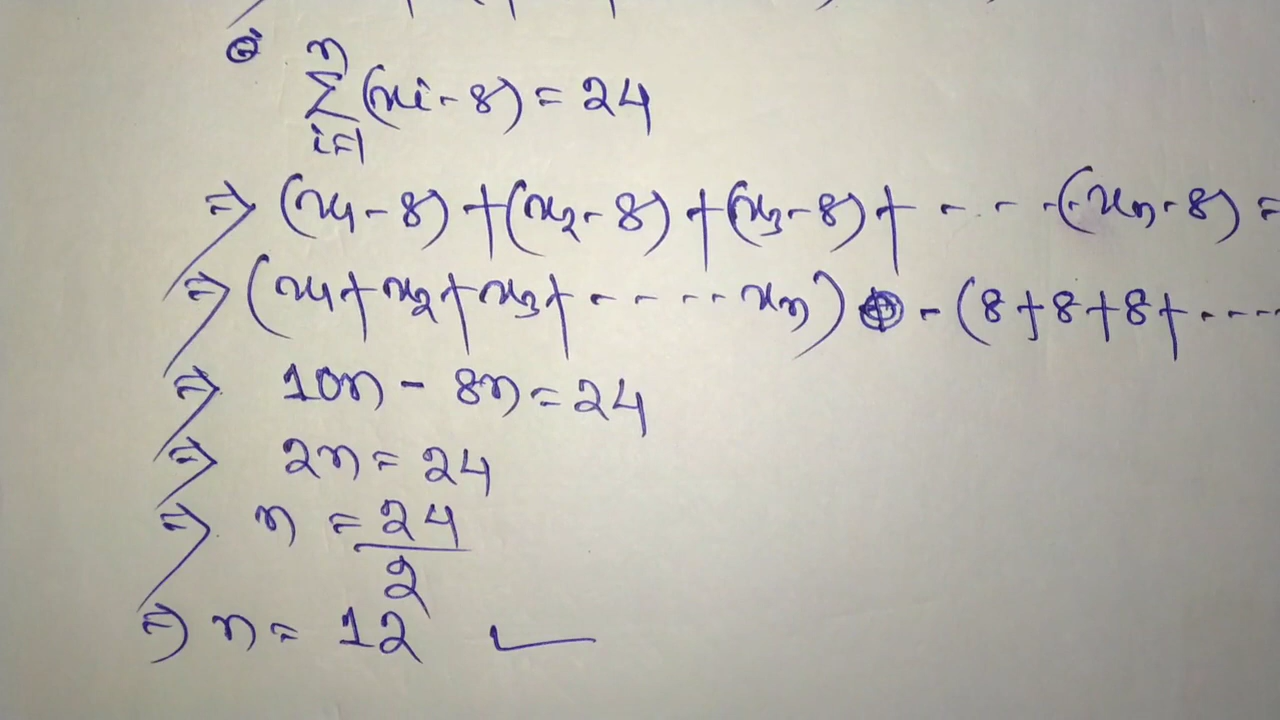 n
Σ (xi - 8) = 24
i=1
⇒ (x1 - 8) + (x2 - 8) + (x3 - 8) + - - - (xn - 8) =
⇒ (x1 + x2 + x3 + - - - - xn) - (8 + 8 + 8 + - - - -
⇒ 10n - 8n = 24
⇒ 2n = 24
⇒ n = 24
2
⇒ n = 12